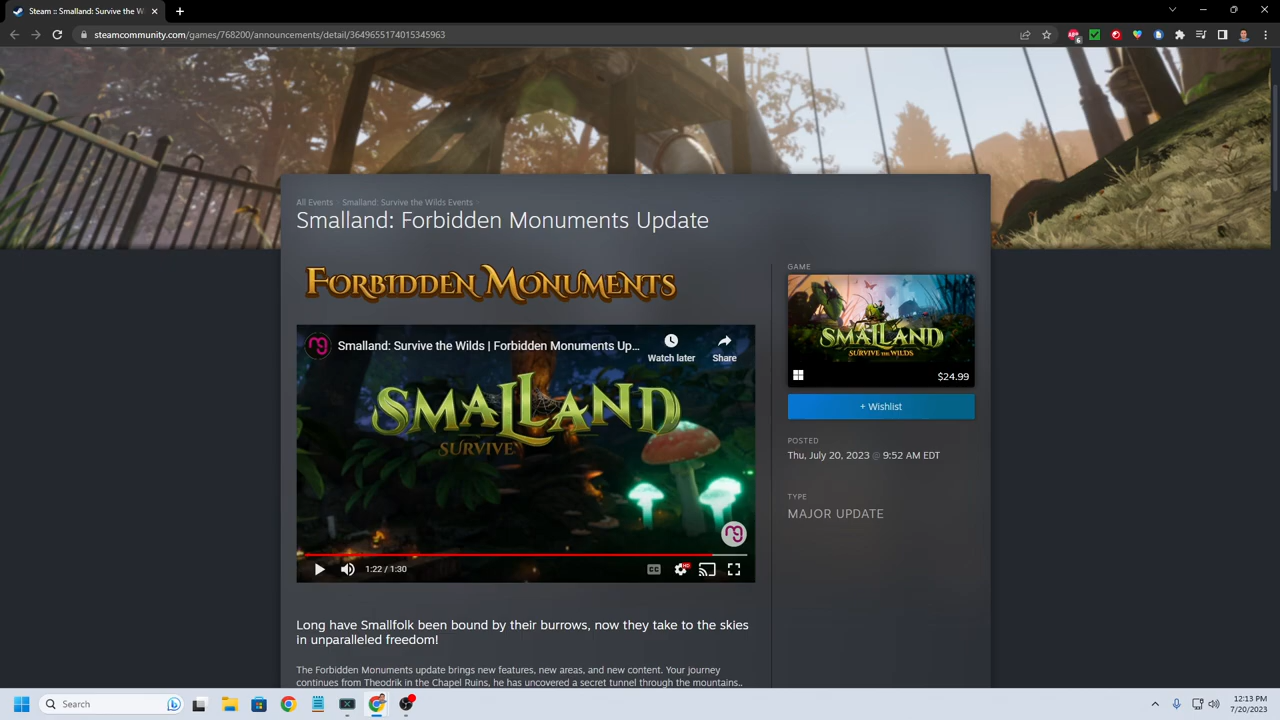 Steam :: Smalland: Survive the W
steamcommunity.com/games/768200/announcements/detail/3649655174015345963
All Events · Smalland: Survive the Wilds Events ·
Smalland: Forbidden Monuments Update
FORBIDDEN MONUMENTS
Smalland: Survive the Wilds | Forbidden Monuments Up...
Watch later
Share
SMALLAND
SURVIVE
1:22 / 1:30
CC
HD
Long have Smallfolk been bound by their burrows, now they take to the skies
in unparalleled freedom!
The Forbidden Monuments update brings new features, new areas, and new content. Your journey
continues from Theodrik in the Chapel Ruins, he has uncovered a secret tunnel through the mountains..
GAME
SMALLAND
SURVIVE THE WILDS
$24.99
+ Wishlist
POSTED
Thu, July 20, 2023 @ 9:52 AM EDT
TYPE
MAJOR UPDATE
Search
12:13 PM
7/20/2023